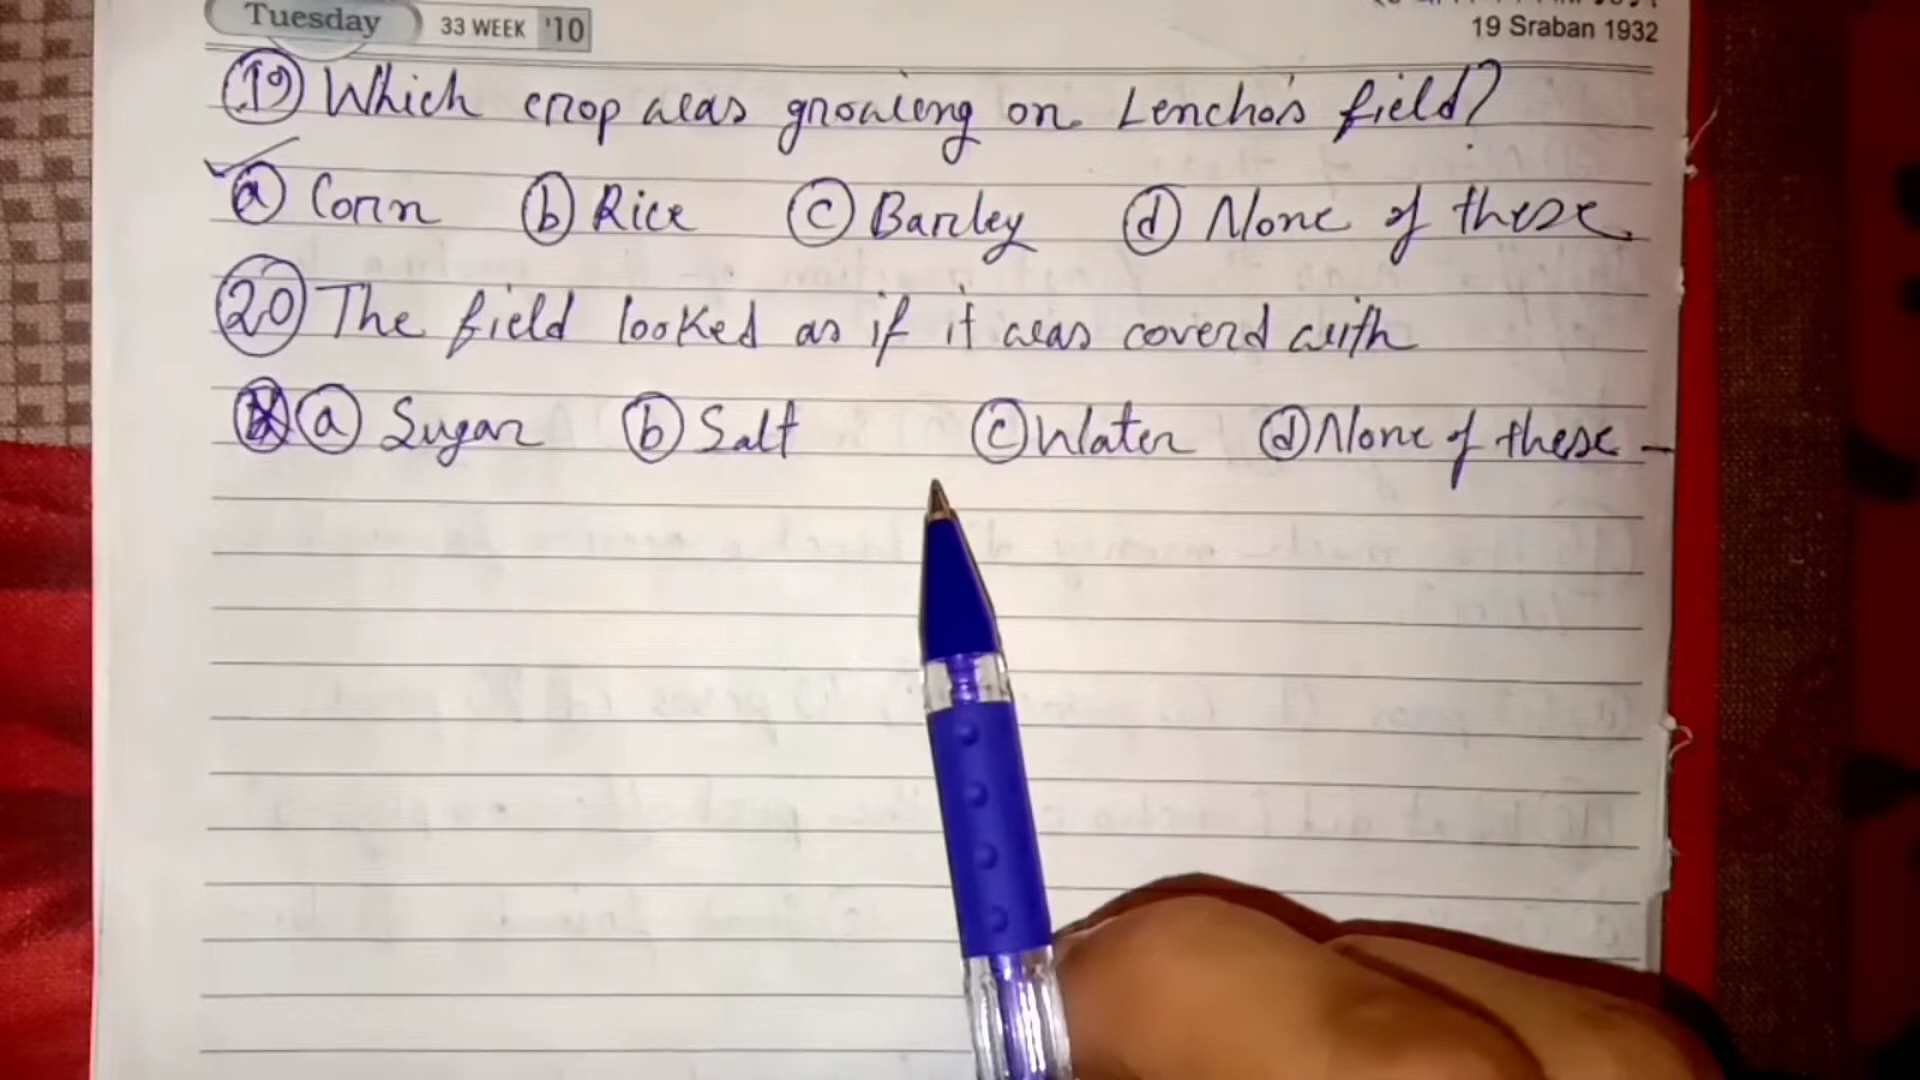 Tuesday 33 WEEK '10
19 Sraban 1932
19 Which crop was growing on Lencho's field?
a Corn b Rice c Barley d None of these
20 The field looked as if it was coverd with
a Sugar b Salt c Water d None of these